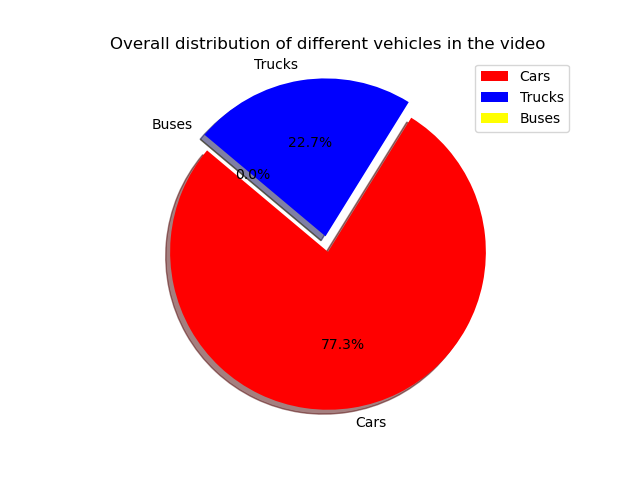 Overall distribution of different vehicles in the video
Trucks
Cars
Trucks
Buses
Buses
22.7%
0.0%
77.3%
Cars